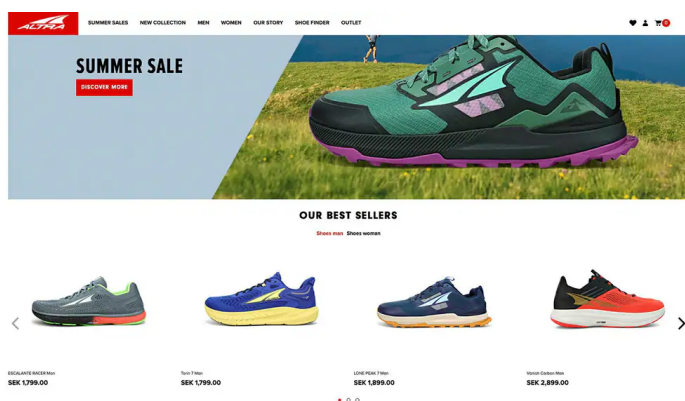 ALTRA
SUMMER SALES NEW COLLECTION MEN WOMEN OUR STORY SHOE FINDER OUTLET
0
SUMMER SALE
DISCOVER MORE
OUR BEST SELLERS
Shoes man Shoes women
ESCALANTE RACER Man
SEK 1,799.00
Torin 7 Man
SEK 1,799.00
LONE PEAK 7 Man
SEK 1,899.00
Vanish Carbon Man
SEK 2,899.00